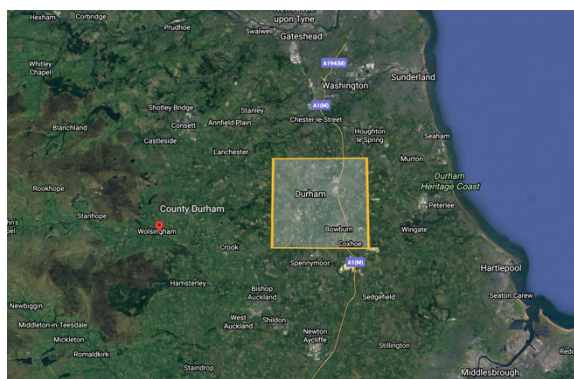 Hexham
Corbridge
Prudhoe
Swalwell
upon Tyne
Gateshead
A194(M)
Whitley
Chapel
Washington
Sunderland
A1(M)
Shotley Bridge
Stanley
Chester-le-Street
Consett
Annfield Plain
Blanchland
Castleside
Houghton
le Spring
Seaham
Lanchester
Murton
Durham
Heritage Coast
Rookhope
Durham
Peterlee
County Durham
Stanhope
Wolsingham
Bowburn
Wingate
Crook
Coxhoe
Spennymoor
A1(M)
Hartlepool
Hamsterley
Bishop
Auckland
Sedgefield
Seaton Carew
Newbiggin
West
Auckland
Shildon
Middleton-in-Teesdale
Newton
Aycliffe
Mickleton
Stillington
Romaldkirk
Staindrop
Middlesbrough